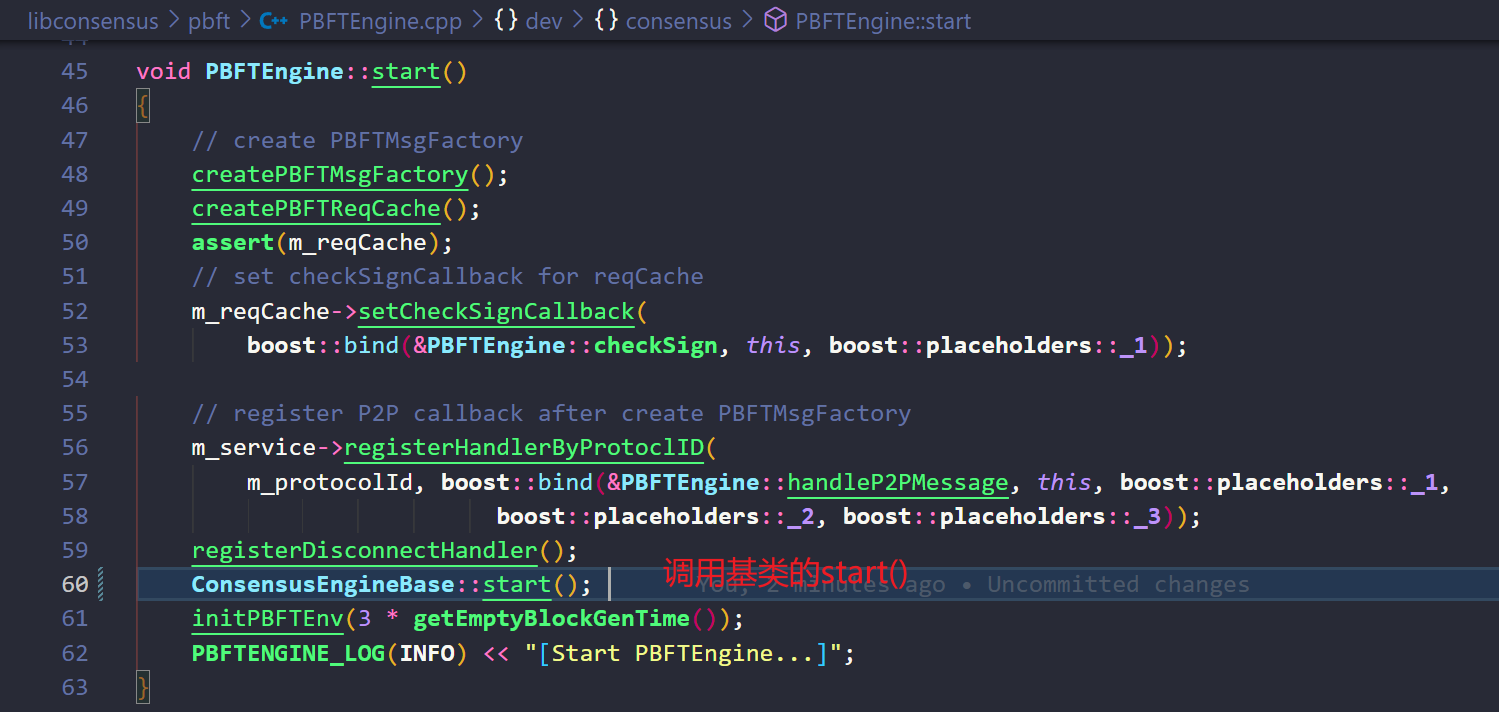 libconsensus > pbft > C++ PBFTEngine.cpp > {} dev > {} consensus > PBFTEngine::start
44
45 void PBFTEngine::start()
46 {
47 // create PBFTMsgFactory
48 createPBFTMsgFactory();
49 createPBFTReqCache();
50 assert(m_reqCache);
51 // set checkSignCallback for reqCache
52 m_reqCache->setCheckSignCallback(
53 boost::bind(&PBFTEngine::checkSign, this, boost::placeholders::_1));
54
55 // register P2P callback after create PBFTMsgFactory
56 m_service->registerHandlerByProtoclID(
57 m_protocolId, boost::bind(&PBFTEngine::handleP2PMessage, this, boost::placeholders::_1,
58 boost::placeholders::_2, boost::placeholders::_3));
59 registerDisconnectHandler();
60 ConsensusEngineBase::start(); You, 2 minutes ago • Uncommitted changes
调用基类的start()
61 initPBFTEnv(3 * getEmptyBlockGenTime());
62 PBFTENGINE_LOG(INFO) << "[Start PBFTEngine...]";
63 }